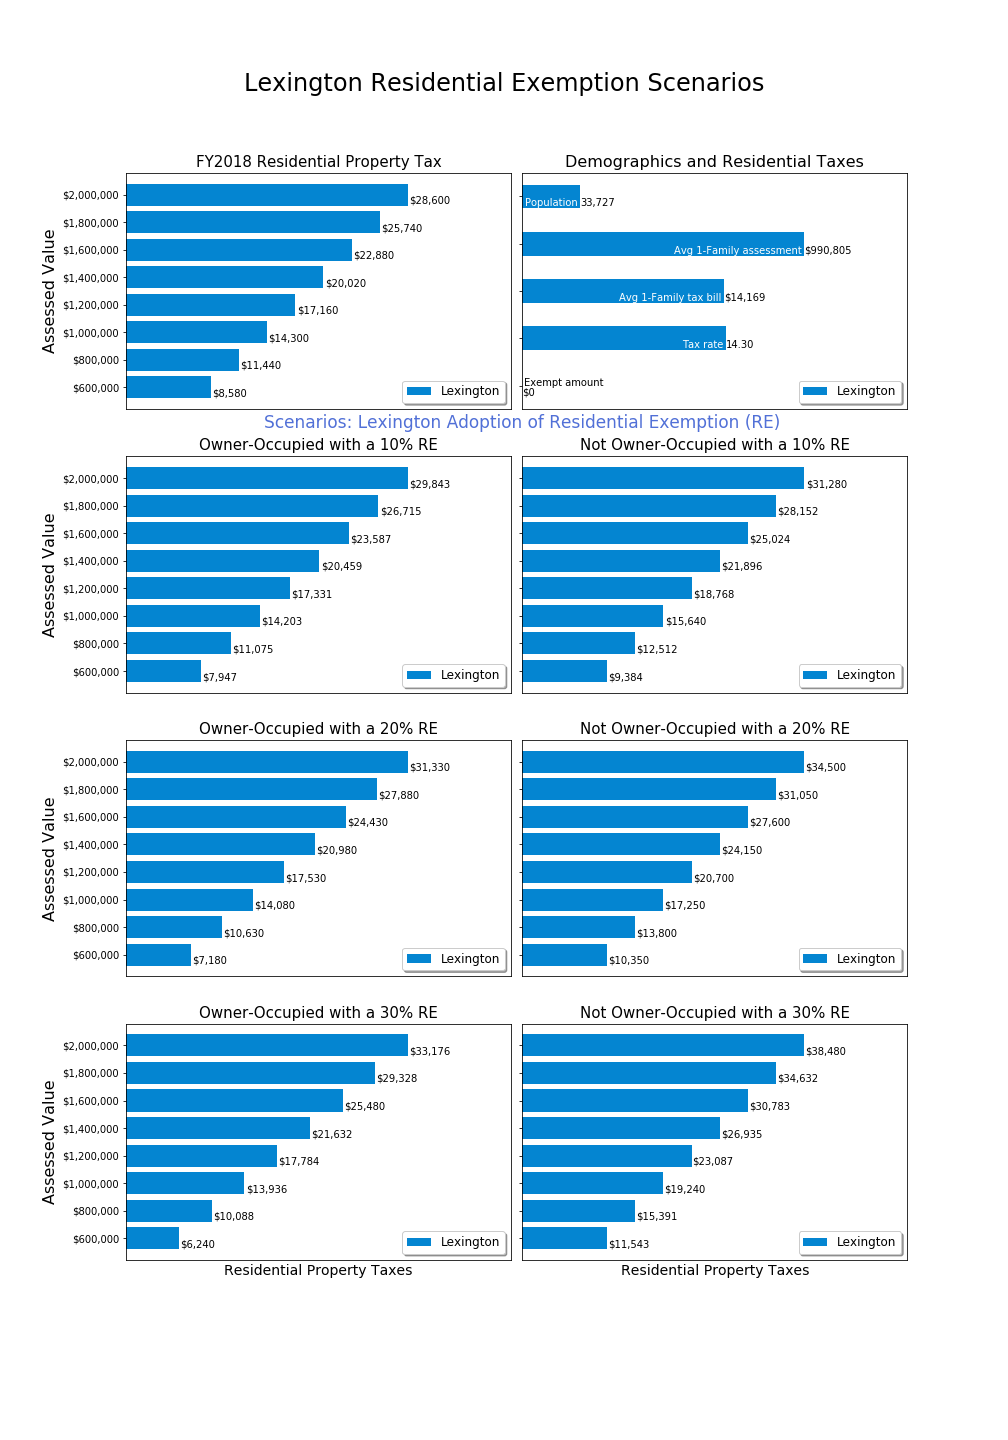 Lexington Residential Exemption Scenarios
FY2018 Residential Property Tax
Assessed Value
$2,000,000 $28,600
$1,800,000 $25,740
$1,600,000 $22,880
$1,400,000 $20,020
$1,200,000 $17,160
$1,000,000 $14,300
$800,000 $11,440
$600,000 $8,580
Lexington
Demographics and Residential Taxes
Population 33,727
Avg 1-Family assessment $990,805
Avg 1-Family tax bill $14,169
Tax rate 14.30
Exempt amount
$0
Lexington
Scenarios: Lexington Adoption of Residential Exemption (RE)
Owner-Occupied with a 10% RE
Assessed Value
$2,000,000 $29,843
$1,800,000 $26,715
$1,600,000 $23,587
$1,400,000 $20,459
$1,200,000 $17,331
$1,000,000 $14,203
$800,000 $11,075
$600,000 $7,947
Lexington
Not Owner-Occupied with a 10% RE
$31,280
$28,152
$25,024
$21,896
$18,768
$15,640
$12,512
$9,384
Lexington
Owner-Occupied with a 20% RE
Assessed Value
$2,000,000 $31,330
$1,800,000 $27,880
$1,600,000 $24,430
$1,400,000 $20,980
$1,200,000 $17,530
$1,000,000 $14,080
$800,000 $10,630
$600,000 $7,180
Lexington
Not Owner-Occupied with a 20% RE
$34,500
$31,050
$27,600
$24,150
$20,700
$17,250
$13,800
$10,350
Lexington
Owner-Occupied with a 30% RE
Assessed Value
$2,000,000 $33,176
$1,800,000 $29,328
$1,600,000 $25,480
$1,400,000 $21,632
$1,200,000 $17,784
$1,000,000 $13,936
$800,000 $10,088
$600,000 $6,240
Lexington
Residential Property Taxes
Not Owner-Occupied with a 30% RE
$38,480
$34,632
$30,783
$26,935
$23,087
$19,240
$15,391
$11,543
Lexington
Residential Property Taxes